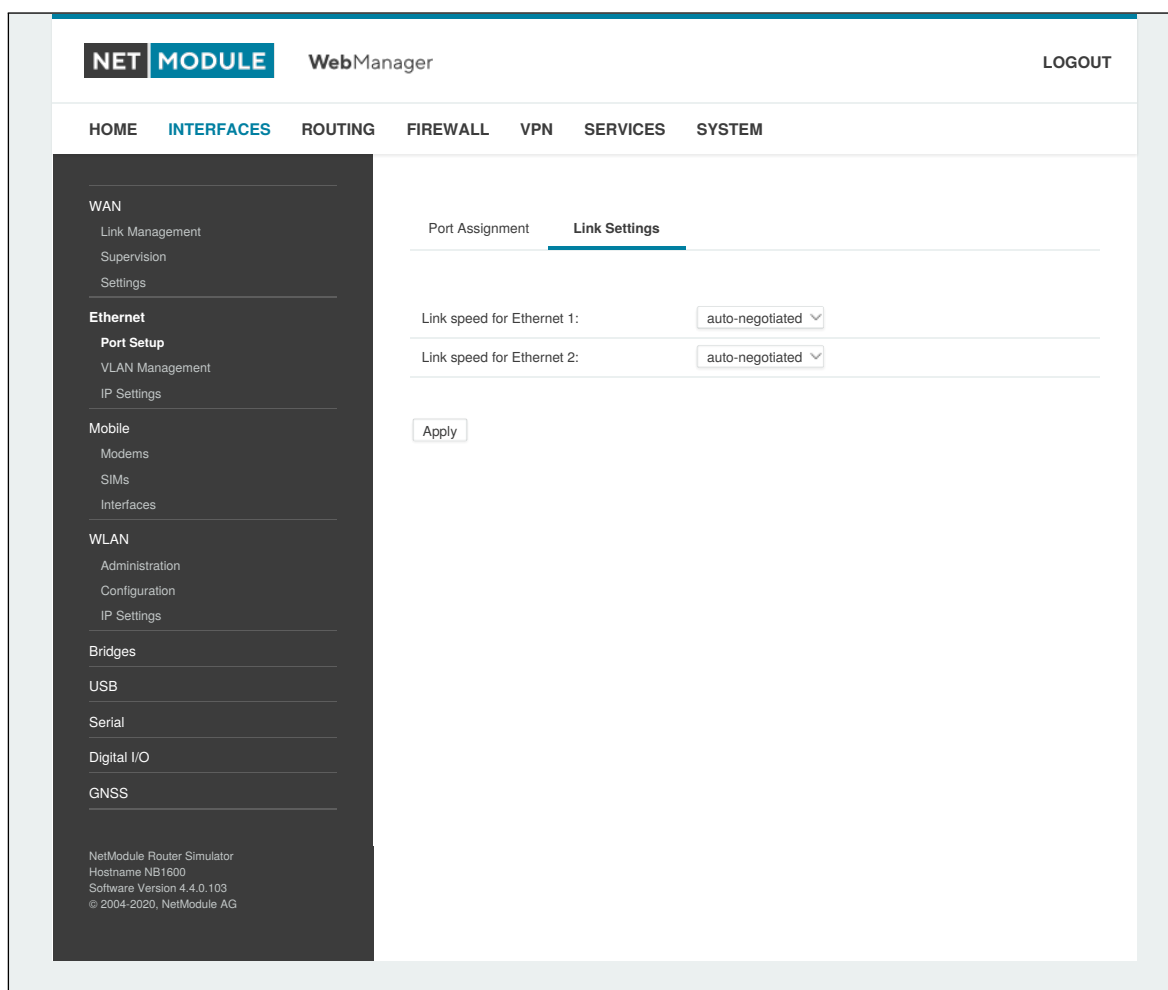 NET MODULE WebManager LOGOUT
HOME INTERFACES ROUTING FIREWALL VPN SERVICES SYSTEM
WAN
Link Management
Supervision
Settings
Ethernet
Port Setup
VLAN Management
IP Settings
Mobile
Modems
SIMs
Interfaces
WLAN
Administration
Configuration
IP Settings
Bridges
USB
Serial
Digital I/O
GNSS
NetModule Router Simulator
Hostname NB1600
Software Version 4.4.0.103
© 2004-2020, NetModule AG
Port Assignment Link Settings
Link speed for Ethernet 1: auto-negotiated
Link speed for Ethernet 2: auto-negotiated
Apply